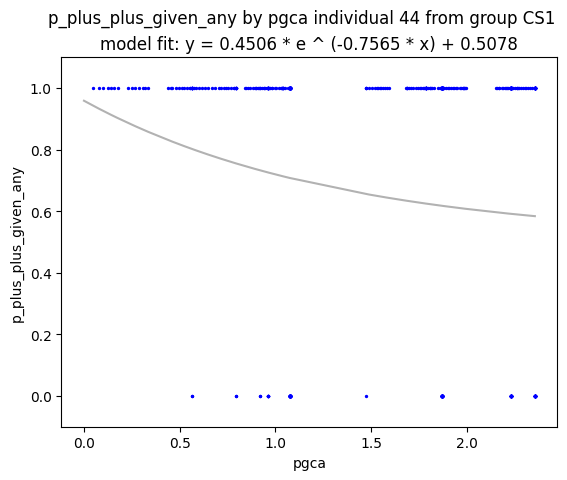 p_plus_plus_given_any by pgca individual 44 from group CS1
model fit: y = 0.4506 * e ^ (-0.7565 * x) + 0.5078
p_plus_plus_given_any
1.0
0.8
0.6
0.4
0.2
0.0
0.0 0.5 1.0 1.5 2.0
pgca